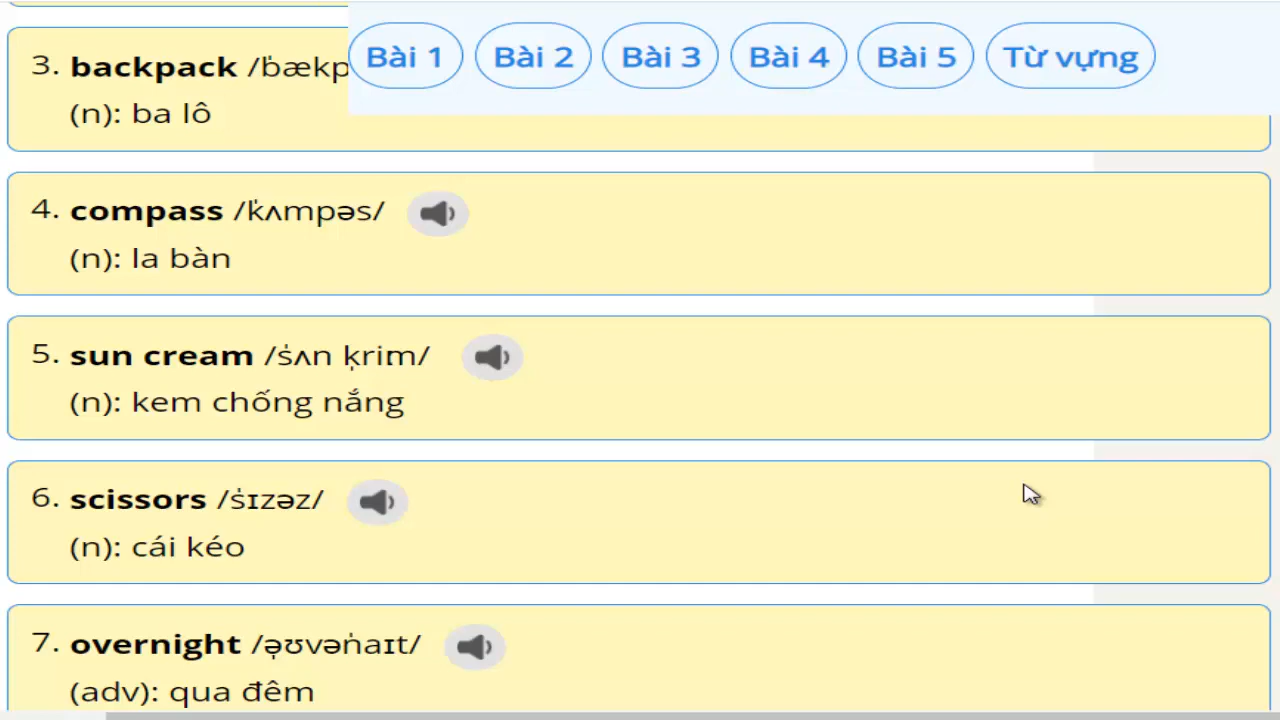 3. backpack /ˈbækp
(n): ba lô
Bài 1 Bài 2 Bài 3 Bài 4 Bài 5 Từ vựng
4. compass /ˈkʌmpəs/
(n): la bàn
5. sun cream /ˈsʌn ˌkriːm/
(n): kem chống nắng
6. scissors /ˈsɪzəz/
(n): cái kéo
7. overnight /ˌəʊvəˈnaɪt/
(adv): qua đêm